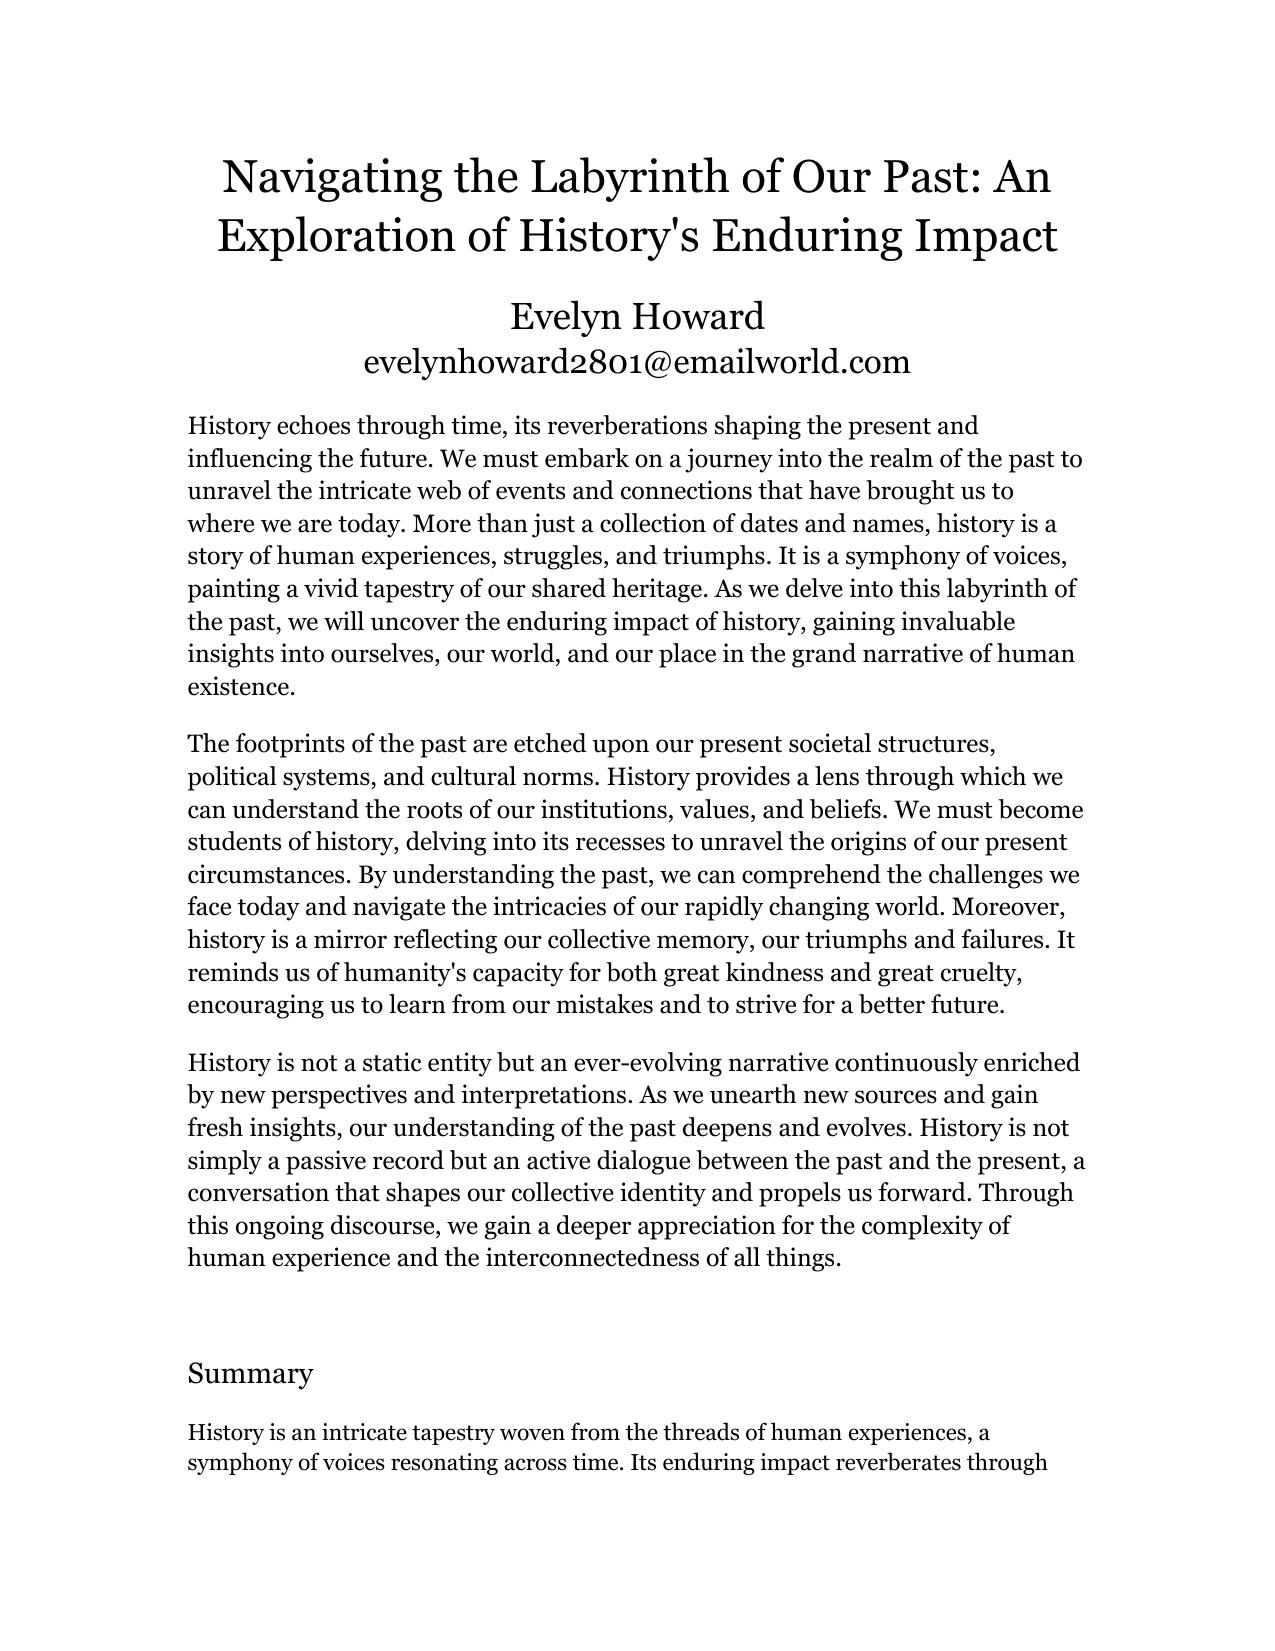 Navigating the Labyrinth of Our Past: An
Exploration of History's Enduring Impact
Evelyn Howard
evelynhoward2801@emailworld.com
History echoes through time, its reverberations shaping the present and
influencing the future. We must embark on a journey into the realm of the past to
unravel the intricate web of events and connections that have brought us to
where we are today. More than just a collection of dates and names, history is a
story of human experiences, struggles, and triumphs. It is a symphony of voices,
painting a vivid tapestry of our shared heritage. As we delve into this labyrinth of
the past, we will uncover the enduring impact of history, gaining invaluable
insights into ourselves, our world, and our place in the grand narrative of human
existence.
The footprints of the past are etched upon our present societal structures,
political systems, and cultural norms. History provides a lens through which we
can understand the roots of our institutions, values, and beliefs. We must become
students of history, delving into its recesses to unravel the origins of our present
circumstances. By understanding the past, we can comprehend the challenges we
face today and navigate the intricacies of our rapidly changing world. Moreover,
history is a mirror reflecting our collective memory, our triumphs and failures. It
reminds us of humanity's capacity for both great kindness and great cruelty,
encouraging us to learn from our mistakes and to strive for a better future.
History is not a static entity but an ever-evolving narrative continuously enriched
by new perspectives and interpretations. As we unearth new sources and gain
fresh insights, our understanding of the past deepens and evolves. History is not
simply a passive record but an active dialogue between the past and the present, a
conversation that shapes our collective identity and propels us forward. Through
this ongoing discourse, we gain a deeper appreciation for the complexity of
human experience and the interconnectedness of all things.
Summary
History is an intricate tapestry woven from the threads of human experiences, a
symphony of voices resonating across time. Its enduring impact reverberates through